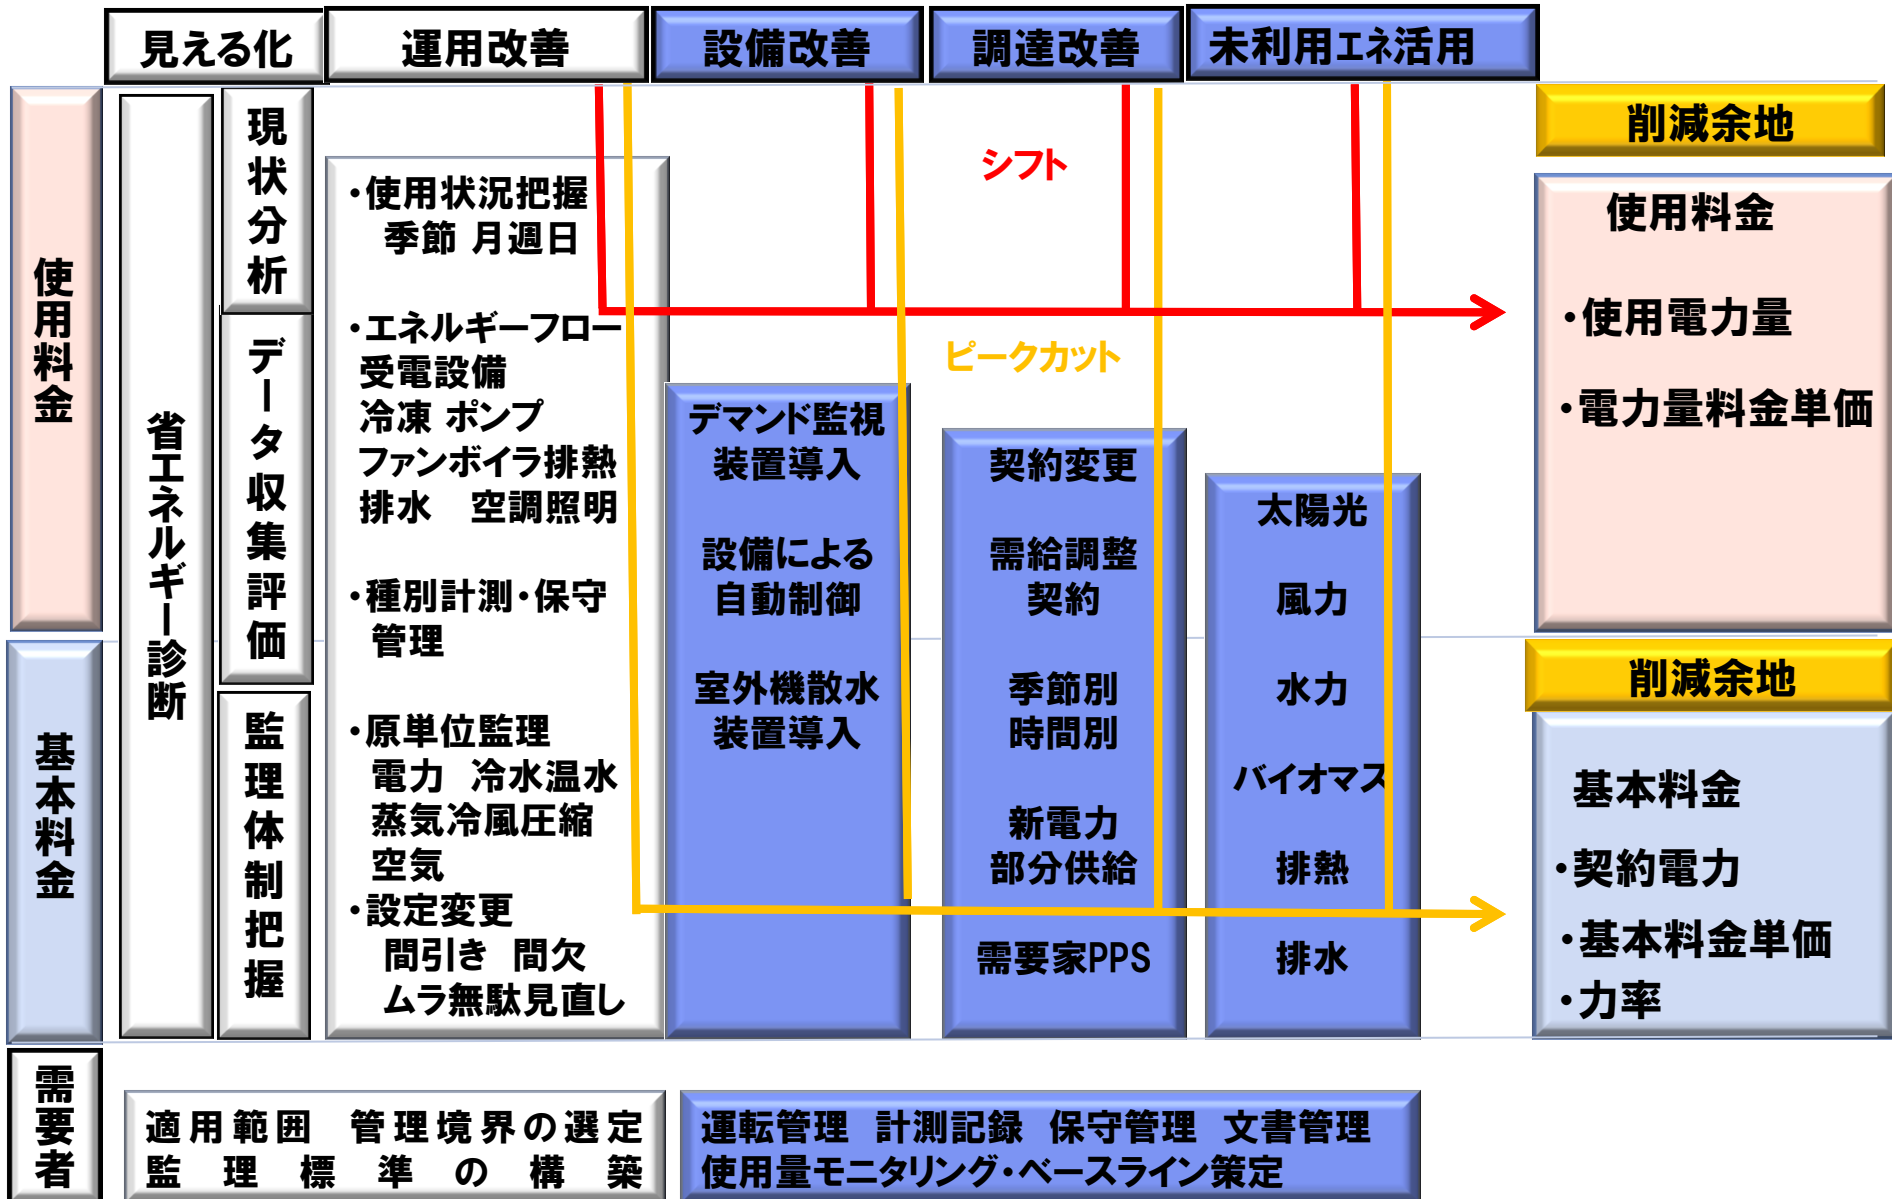 見える化
運用改善
設備改善
調達改善
未利用エネ活用
使用料金
基本料金
需要者
省エネルギー診断
現状分析
データ収集評価
監理体制把握
・使用状況把握
季節 月週日
・エネルギーフロー
受電設備
冷凍 ポンプ
ファンボイラ排熱
排水 空調照明
・種別計測・保守
管理
・原単位監理
電力 冷水温水
蒸気冷風圧縮
空気
・設定変更
間引き 間欠
ムラ無駄見直し
シフト
ピークカット
デマンド監視
装置導入
設備による
自動制御
室外機散水
装置導入
契約変更
需給調整
契約
季節別
時間別
新電力
部分供給
需要家PPS
太陽光
風力
水力
バイオマス
排熱
排水
削減余地
使用料金
・使用電力量
・電力量料金単価
削減余地
基本料金
・契約電力
・基本料金単価
・力率
適用範囲 管理境界の選定
監理標準の構築
運転管理 計測記録 保守管理 文書管理
使用量モニタリング・ベースライン策定